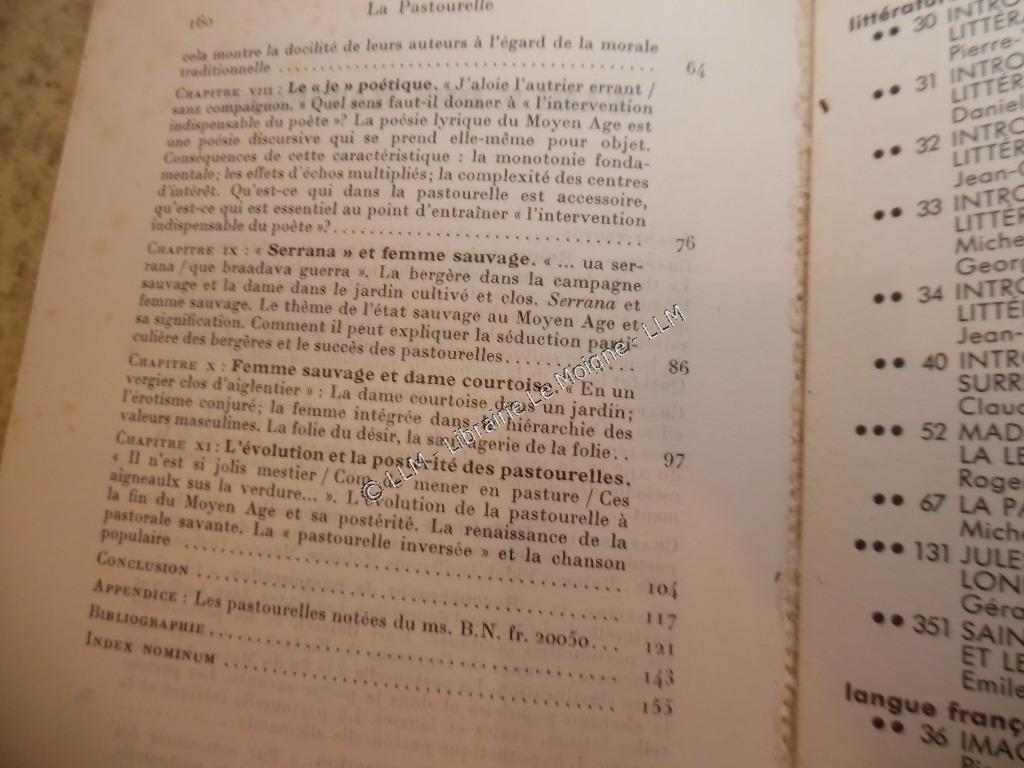 160
La Pastourelle
cela montre la docilité de leurs auteurs à l'égard de la morale
traditionnelle ........................................ 64
CHAPITRE VIII : Le « je » poétique. « J'aloie l'autrier errant /
sanz compaignon. » Quel sens faut-il donner à « l'intervention
indispensable du poète »? La poésie lyrique du Moyen Age est
une poésie discursive qui se prend elle-même pour objet.
Conséquences de cette caractéristique : la monotonie fonda-
mentale; les effets d'échos multipliés; la complexité des centres
d'intérêt. Qu'est-ce qui dans la pastourelle est accessoire,
qu'est-ce qui est essentiel au point d'entraîner « l'intervention
indispensable du poète »?................................ 76
CHAPITRE IX : « Serrana » et femme sauvage. « ... ua ser-
rana / que braadava guerra ». La bergère dans la campagne
sauvage et la dame dans le jardin cultivé et clos. Serrana et
femme sauvage. Le thème de l'état sauvage au Moyen Age et
sa signification. Comment il peut expliquer la séduction parti-
culière des bergères et le succès des pastourelles............ 86
CHAPITRE X : Femme sauvage et dame courtoise. « En un
vergier clos d'aiglentier » : La dame courtoise dans un jardin;
l'érotisme conjuré; la femme intégrée dans la hiérarchie des
valeurs masculines. La folie du désir, la sauvagerie de la folie.. 97
CHAPITRE XI : L'évolution et la postérité des pastourelles.
« Il n'est si jolis mestier / Com de mener en pasture / Ces
aigneaulx sus la verdure... ». L'évolution de la pastourelle à
la fin du Moyen Age et sa postérité. La renaissance de la
pastorale savante. La « pastourelle inversée » et la chanson
populaire ........................................ 104
CONCLUSION ........................................ 117
APPENDICE : Les pastourelles notées du ms. B.N. fr. 20050... 121
BIBLIOGRAPHIE........................................ 143
INDEX NOMINUM ........................................ 155
© LLM - Librairie Le Moigne - LLM
littérature
•• 30 INTRO
LITTÉRA
Pierre-
•• 31 INTRO
LITTÉRA
Daniel
•• 32 INTRO
LITTÉR
Jean-C
•• 33 INTRO
LITTÉR
Miche
Georg
•• 34 INTRO
LITTÉR
Jean-
•• 40 INTRO
SURR
Claud
••• 52 MAD
LA LE
Roge
•• 67 LA PA
Miche
••• 131 JULES
LON
Géra
•• 351 SAIN
ET LE
Emile
langue franç
•• 36 IMAG